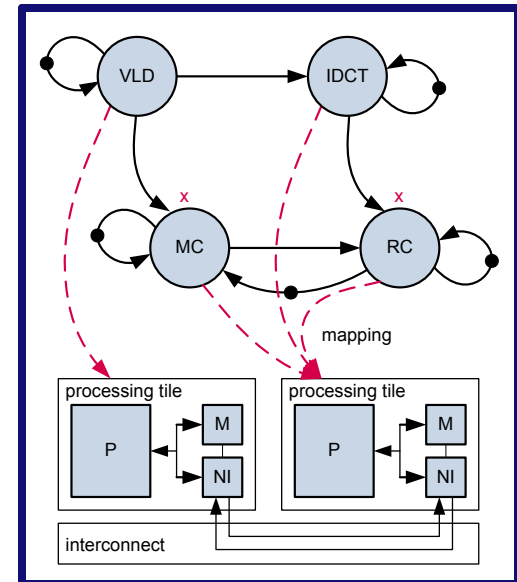 VLD
IDCT
x
x
MC
RC
mapping
processing tile
processing tile
P
M
NI
P
M
NI
interconnect